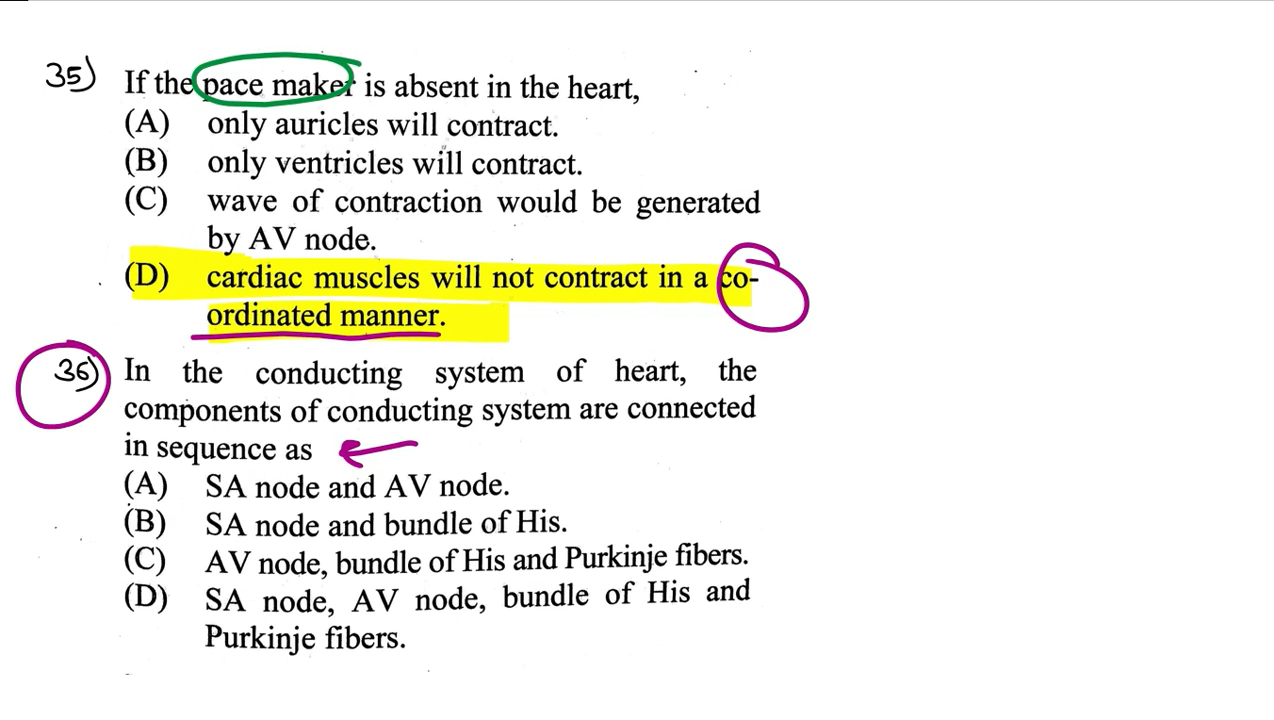 35) If the pace maker is absent in the heart,
(A) only auricles will contract.
(B) only ventricles will contract.
(C) wave of contraction would be generated
by AV node.
(D) cardiac muscles will not contract in a co-
ordinated manner.
36) In the conducting system of heart, the
components of conducting system are connected
in sequence as
(A) SA node and AV node.
(B) SA node and bundle of His.
(C) AV node, bundle of His and Purkinje fibers.
(D) SA node, AV node, bundle of His and
Purkinje fibers.